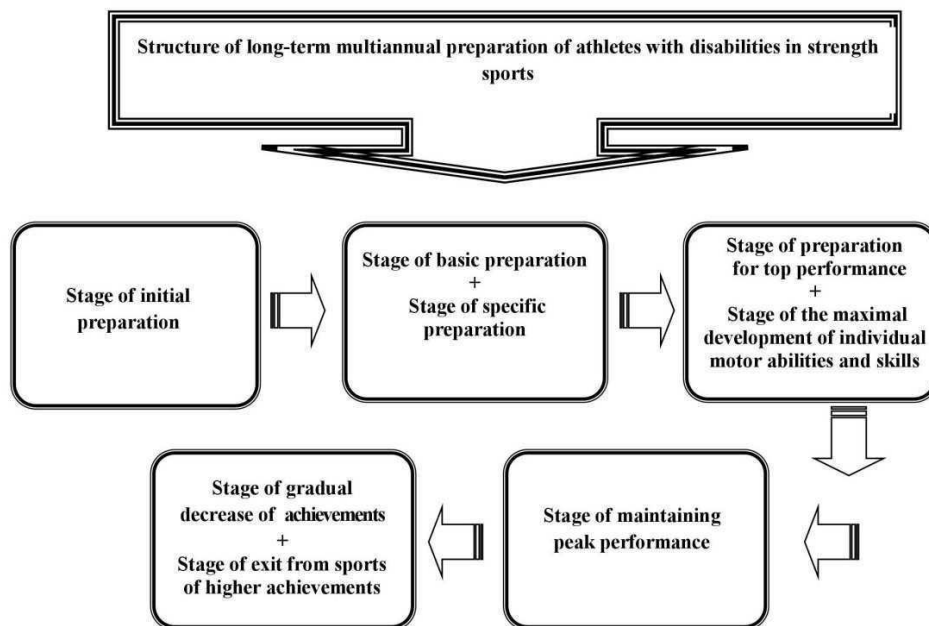 Structure of long-term multiannual preparation of athletes with disabilities in strength
sports
Stage of initial
preparation
Stage of basic preparation
+
Stage of specific
preparation
Stage of preparation
for top performance
+
Stage of the maximal
development of individual
motor abilities and skills
Stage of gradual
decrease of achievements
+
Stage of exit from sports
of higher achievements
Stage of maintaining
peak performance